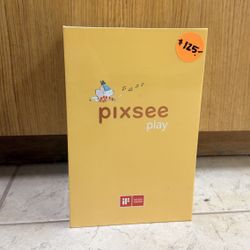 $125.-
pixsee
play
iF